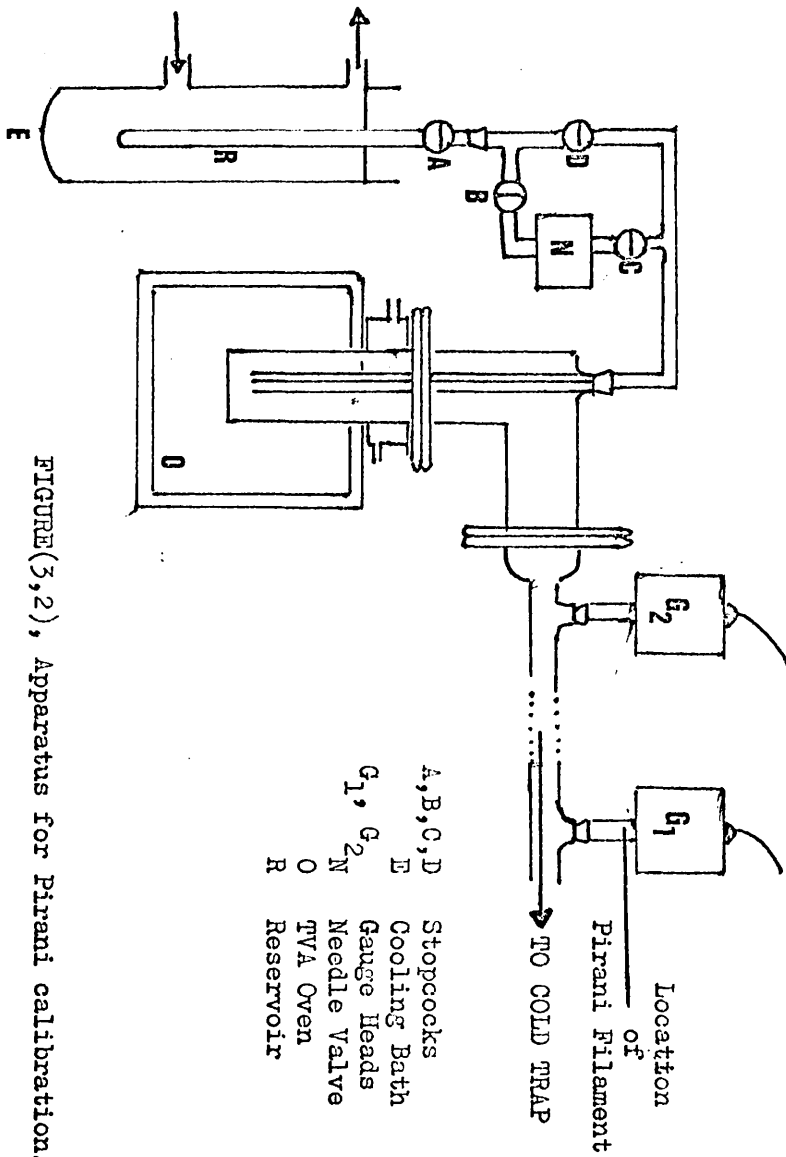 E
R
A
B
D
N
C
O
G2
G1
Location
of
Pirani Filament
TO COLD TRAP
A,B,C,D Stopcocks
E Cooling Bath
G1, G2 Gauge Heads
N Needle Valve
O TVA Oven
R Reservoir
FIGURE(3,2), Apparatus for Pirani calibration.